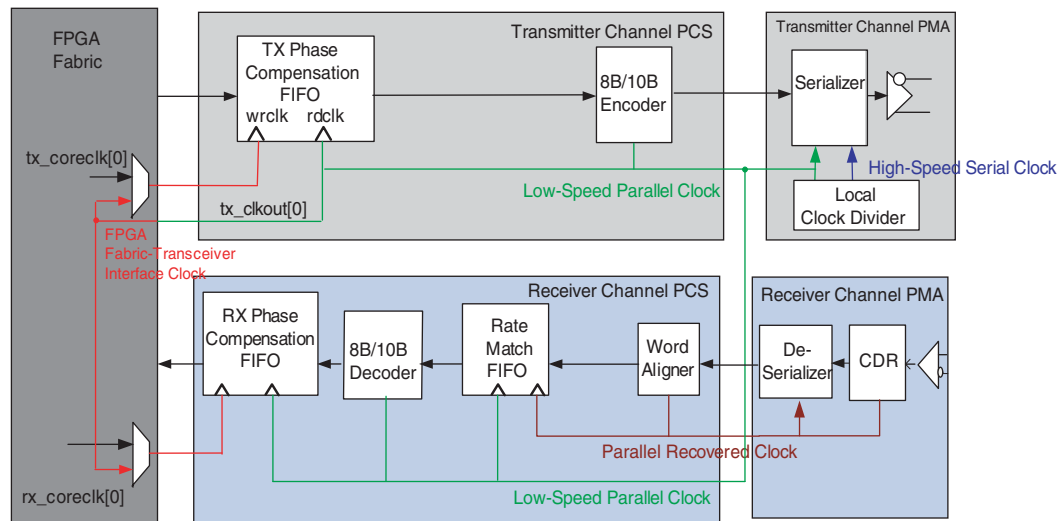 FPGA
Fabric
Transmitter Channel PCS
TX Phase
Compensation
FIFO
wrclk rdclk
8B/10B
Encoder
Transmitter Channel PMA
Serializer
High-Speed Serial Clock
Local
Clock Divider
tx_coreclk[0]
Low-Speed Parallel Clock
tx_clkout[0]
FPGA
Fabric-Transceiver
Interface Clock
Receiver Channel PCS
RX Phase
Compensation
FIFO
8B/10B
Decoder
Rate
Match
FIFO
Word
Aligner
Receiver Channel PMA
De-
Serializer
CDR
Parallel Recovered Clock
Low-Speed Parallel Clock
rx_coreclk[0]